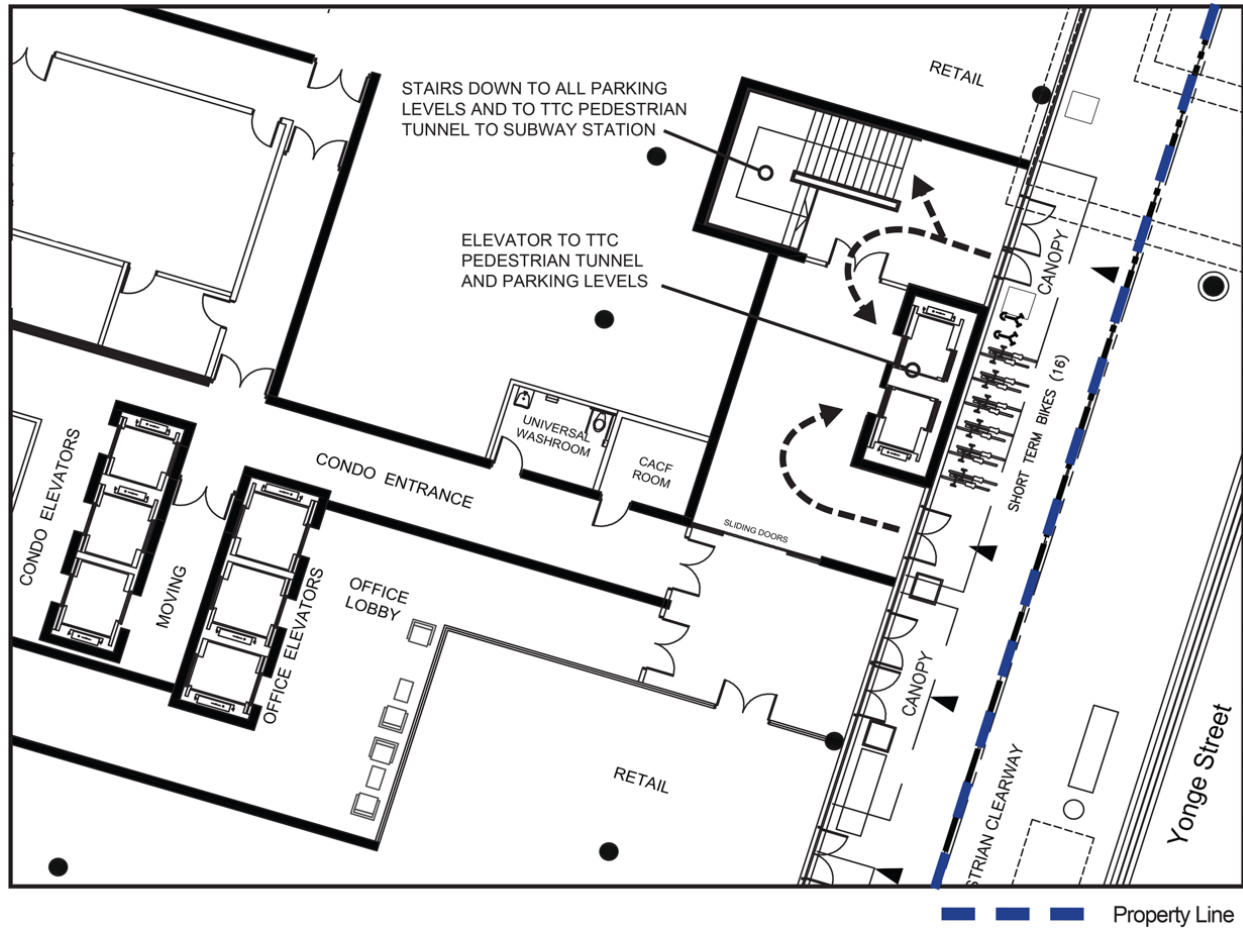 RETAIL
STAIRS DOWN TO ALL PARKING
LEVELS AND TO TTC PEDESTRIAN
TUNNEL TO SUBWAY STATION
ELEVATOR TO TTC
PEDESTRIAN TUNNEL
AND PARKING LEVELS
CANOPY
SHORT TERM BIKES (16)
UNIVERSAL
WASHROOM
CACF
ROOM
CONDO ENTRANCE
SLIDING DOORS
CONDO ELEVATORS
MOVING
OFFICE ELEVATORS
OFFICE
LOBBY
CANOPY
RETAIL
STRIAN CLEARWAY
Yonge Street
Property Line